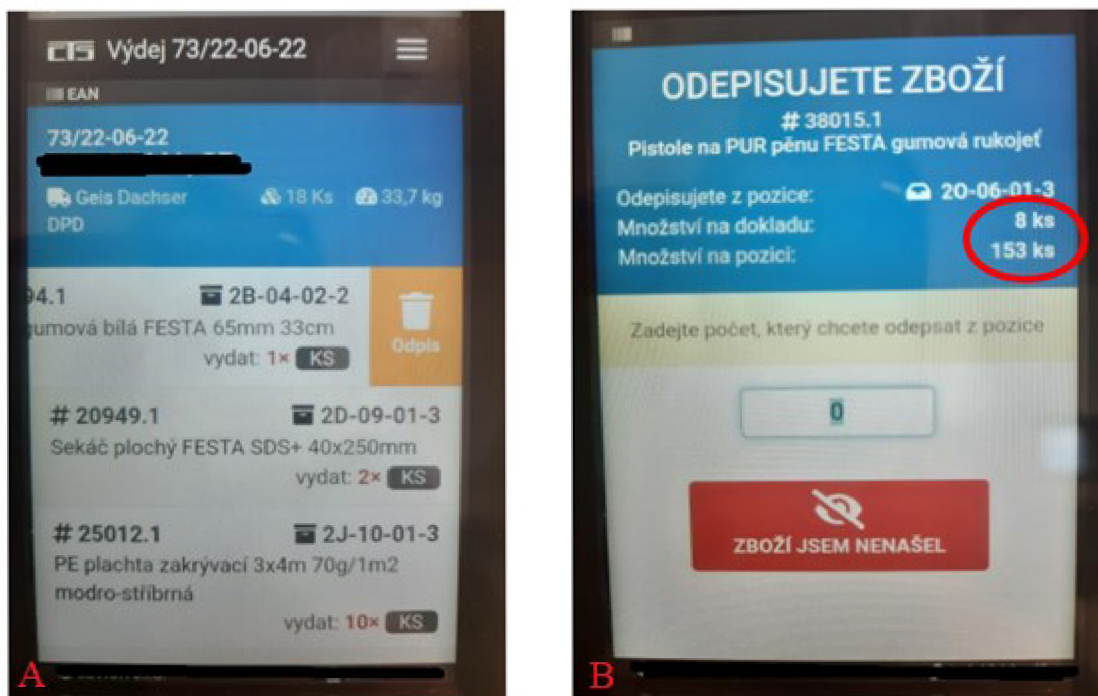 CTS Výdej 73/22-06-22
EAN
73/22-06-22
Geis Dachser 18 Ks 33,7 kg
DPD
94.1 2B-04-02-2
gumová bílá FESTA 65mm 33cm
vydat: 1x KS
Odpis
# 20949.1 2D-09-01-3
Sekáč plochý FESTA SDS+ 40x250mm
vydat: 2x KS
# 25012.1 2J-10-01-3
PE plachta zakrývací 3x4m 70g/1m2
modro-stříbrná
vydat: 10x KS
A
ODEPISUJETE ZBOŽÍ
# 38015.1
Pistole na PUR pěnu FESTA gumová rukojeť
Odepisujete z pozice: 2O-06-01-3
Množství na dokladu: 8 ks
Množství na pozici: 153 ks
Zadejte počet, který chcete odepsat z pozice
0
ZBOŽÍ JSEM NENAŠEL
B